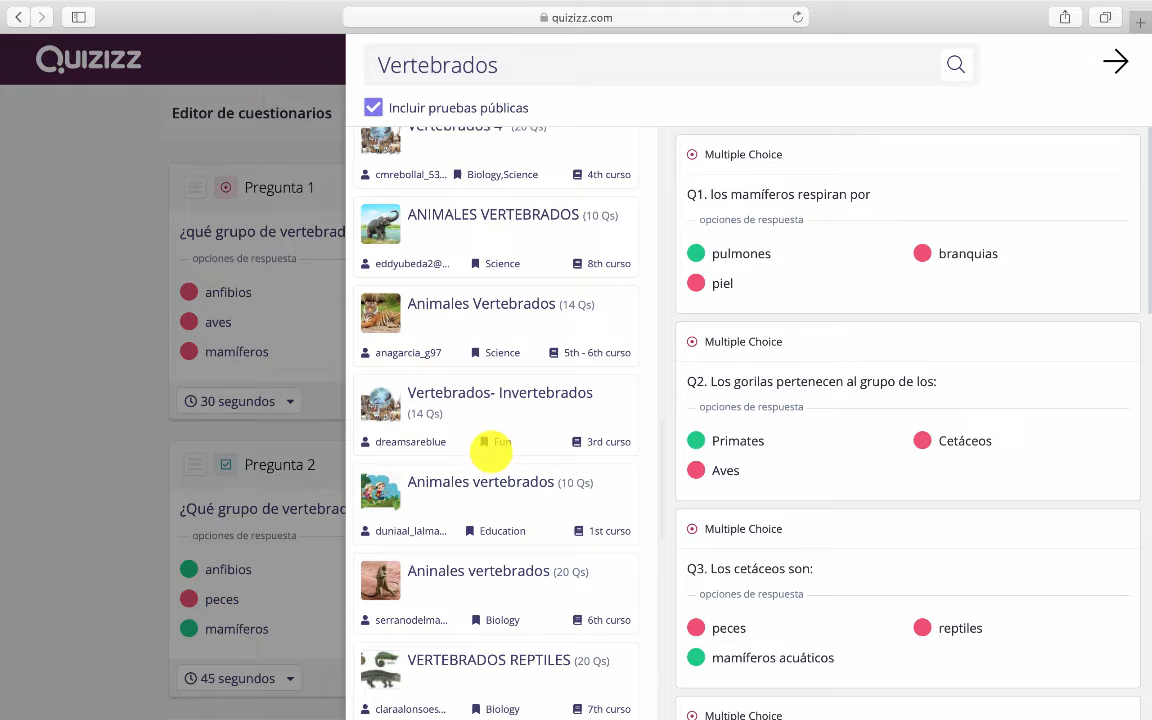 quizizz.com
Quizizz
Editor de cuestionarios
Pregunta 1
¿qué grupo de vertebrad
opciones de respuesta
anfibios
aves
mamíferos
30 segundos
Pregunta 2
¿Qué grupo de vertebrad
opciones de respuesta
anfibios
peces
mamíferos
45 segundos
Vertebrados
Incluir pruebas públicas
Vertebrados 4 (20 Qs)
cmrebollal_53... Biology,Science 4th curso
ANIMALES VERTEBRADOS (10 Qs)
eddyubeda2@... Science 8th curso
Animales Vertebrados (14 Qs)
anagarcia_g97 Science 5th - 6th curso
Vertebrados- Invertebrados
(14 Qs)
dreamsareblue Fun 3rd curso
Animales vertebrados (10 Qs)
duniaal_lalma... Education 1st curso
Aninales vertebrados (20 Qs)
serranodelma... Biology 6th curso
VERTEBRADOS REPTILES (20 Qs)
claraalonsoes... Biology 7th curso
Multiple Choice
Q1. los mamíferos respiran por
opciones de respuesta
pulmones branquias
piel
Multiple Choice
Q2. Los gorilas pertenecen al grupo de los:
opciones de respuesta
Primates Cetáceos
Aves
Multiple Choice
Q3. Los cetáceos son:
opciones de respuesta
peces reptiles
mamíferos acuáticos
Multiple Choice